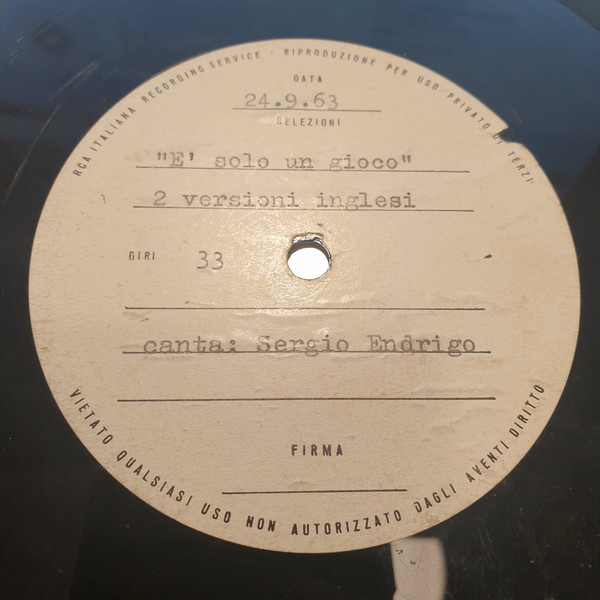 RCA ITALIANA RECORDING SERVICE · RIPRODUZIONE PER USO PRIVATO DI TERZI
DATA
24.9.63
SELEZIONI
"E' solo un gioco"
2 versioni inglesi
GIRI 33
canta: Sergio Endrigo
FIRMA
VIETATO QUALSIASI USO NON AUTORIZZATO DAGLI AVENTI DIRITTO